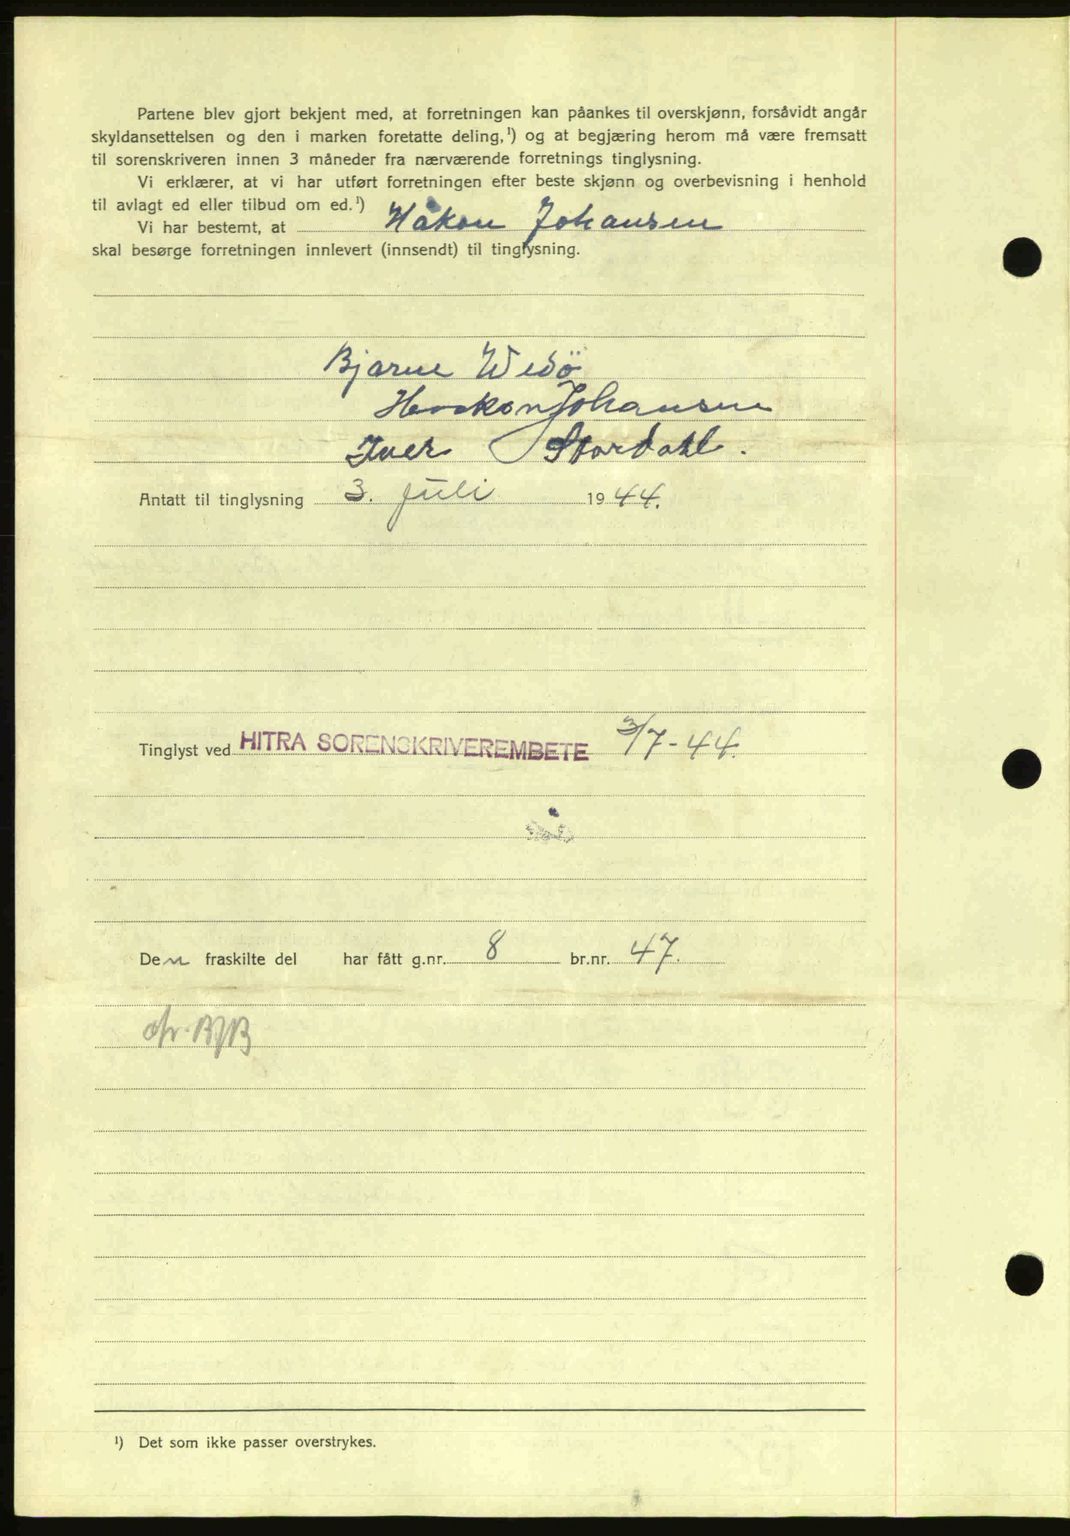 Partene blev gjort bekjent med, at forretningen kan påankes til overskjønn, forsåvidt angår
skyldansettelsen og den i marken foretatte deling,¹) og at begjæring herom må være fremsatt
til sorenskriveren innen 3 måneder fra nærværende forretnings tinglysning.
Vi erklærer, at vi har utført forretningen efter beste skjønn og overbevisning i henhold
til avlagt ed eller tilbud om ed.¹)
Vi har bestemt, at Håkon Johansen
skal besørge forretningen innlevert (innsendt) til tinglysning.
Bjarne Wedö
Haakon Johansen
Iver Stordahl.
Antatt til tinglysning 3. juli 1944.
Tinglyst ved HITRA SORENSKRIVEREMBETE 3/7-44.
Den fraskilte del har fått g.nr. 8 br.nr. 47.
¹) Det som ikke passer overstrykes.